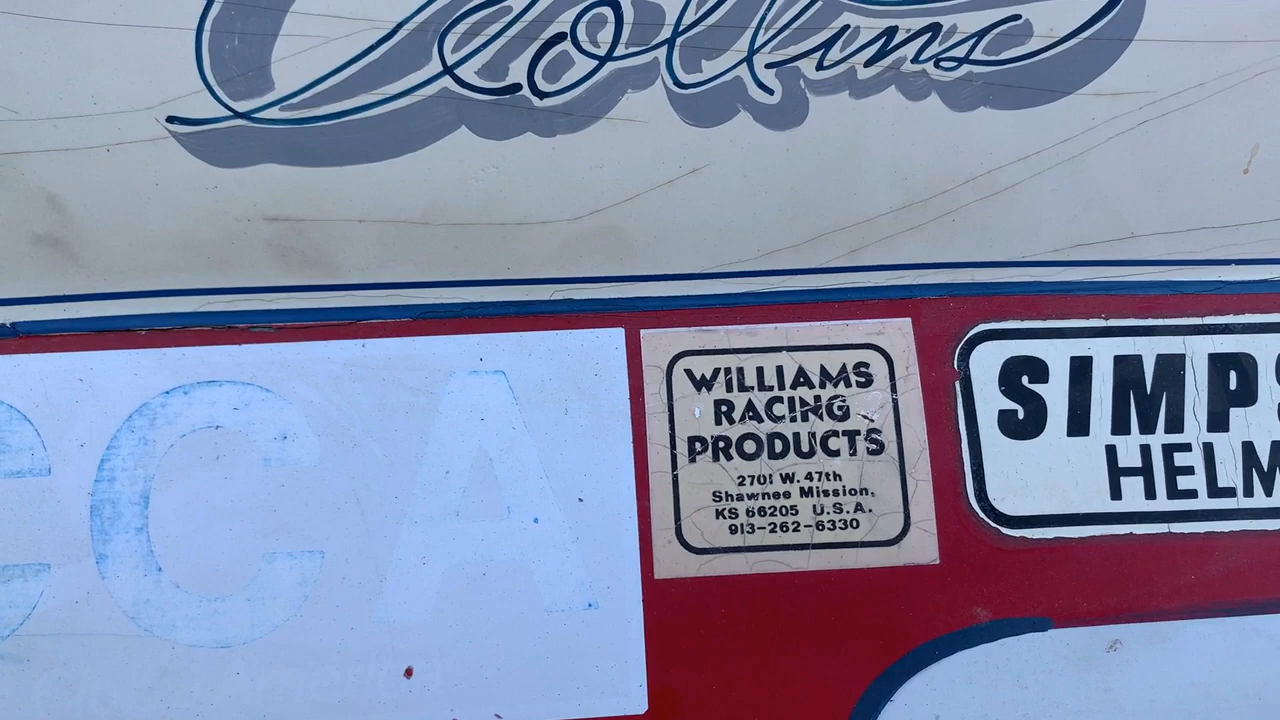 Collins
CCA
WILLIAMS
RACING
PRODUCTS
2701 W. 47th
Shawnee Mission,
KS 66205 U.S.A.
913-262-6330
SIMPS
HELM